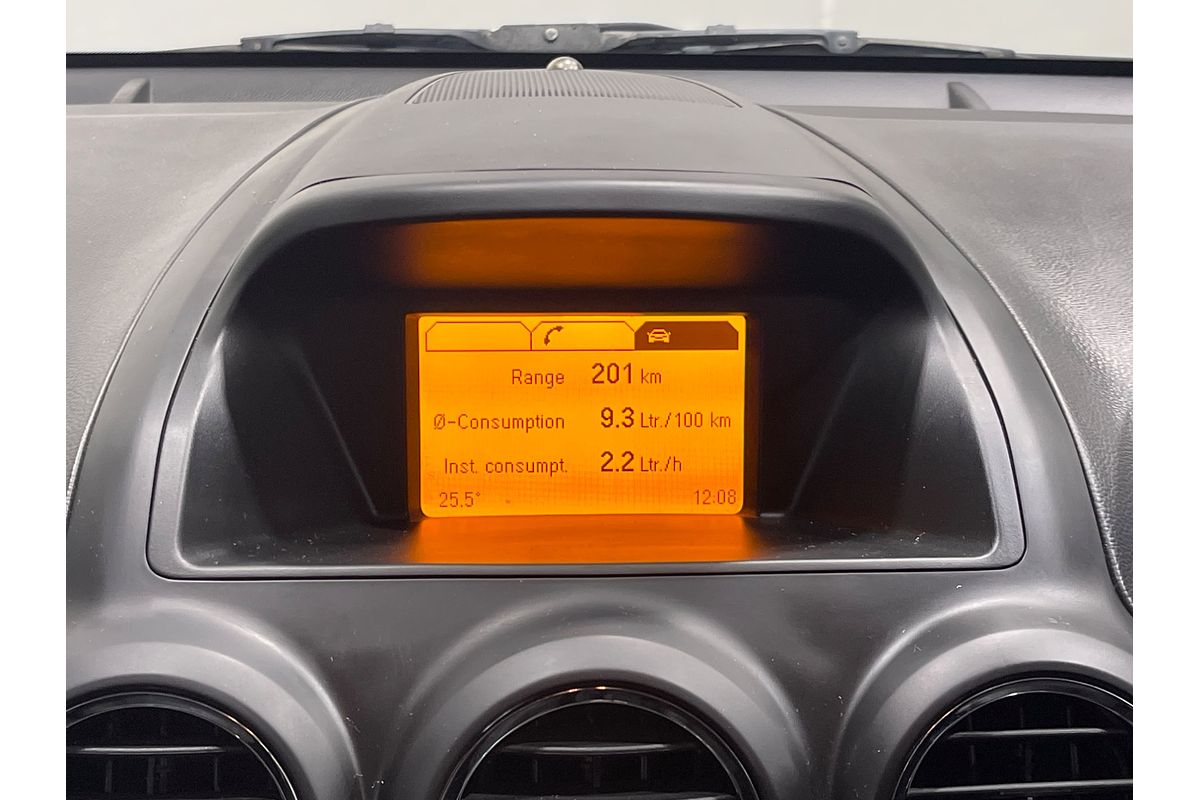 Range 201 km
Ø-Consumption 9.3 Ltr./100 km
Inst. consumpt. 2.2 Ltr./h
25.5° 12:08